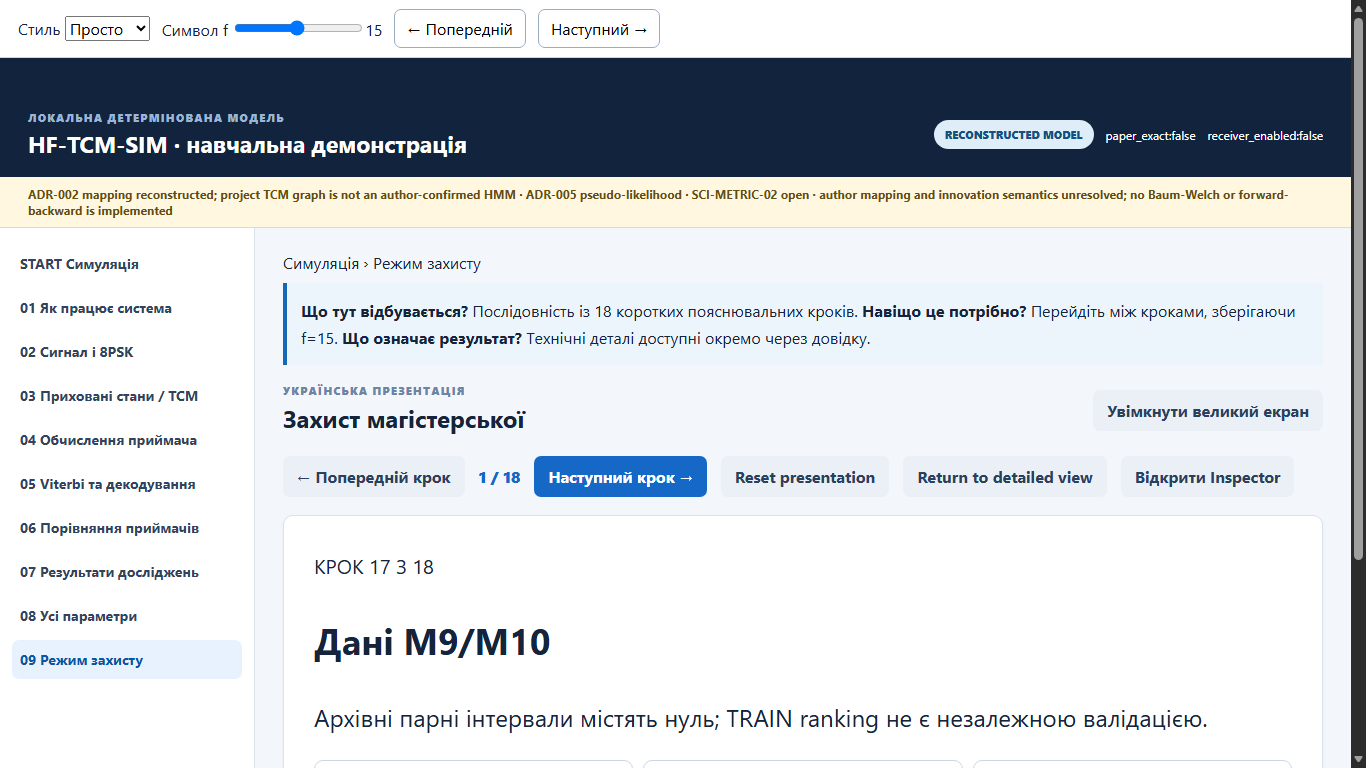 Стиль Просто Символ f 15 ← Попередній Наступний →
ЛОКАЛЬНА ДЕТЕРМІНОВАНА МОДЕЛЬ
HF-TCM-SIM · навчальна демонстрація
RECONSTRUCTED MODEL paper_exact:false receiver_enabled:false
ADR-002 mapping reconstructed; project TCM graph is not an author-confirmed HMM · ADR-005 pseudo-likelihood · SCI-METRIC-02 open · author mapping and innovation semantics unresolved; no Baum-Welch or forward-
backward is implemented
START Симуляція
01 Як працює система
02 Сигнал і 8PSK
03 Приховані стани / TCM
04 Обчислення приймача
05 Viterbi та декодування
06 Порівняння приймачів
07 Результати досліджень
08 Усі параметри
09 Режим захисту
Симуляція › Режим захисту
Що тут відбувається? Послідовність із 18 коротких пояснювальних кроків. Навіщо це потрібно? Перейдіть між кроками, зберігаючи
f=15. Що означає результат? Технічні деталі доступні окремо через довідку.
УКРАЇНСЬКА ПРЕЗЕНТАЦІЯ
Захист магістерської
Увімкнути великий екран
← Попередній крок 1 / 18 Наступний крок → Reset presentation Return to detailed view Відкрити Inspector
КРОК 17 З 18
Дані M9/M10
Архівні парні інтервали містять нуль; TRAIN ranking не є незалежною валідацією.